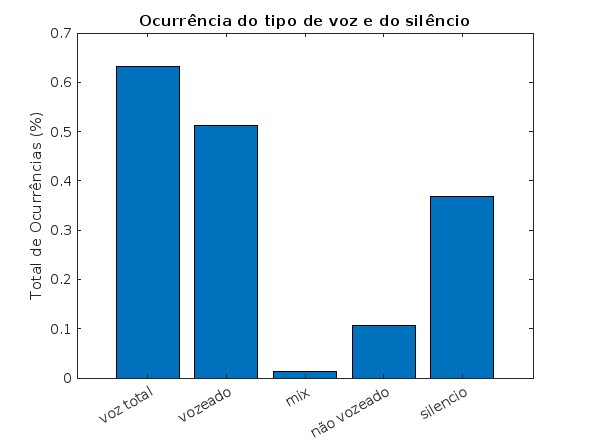 Ocurrência do tipo de voz e do silêncio
Total de Ocurrências (%)
0.7
0.6
0.5
0.4
0.3
0.2
0.1
0
voz total
vozeado
mix
não vozeado
silencio